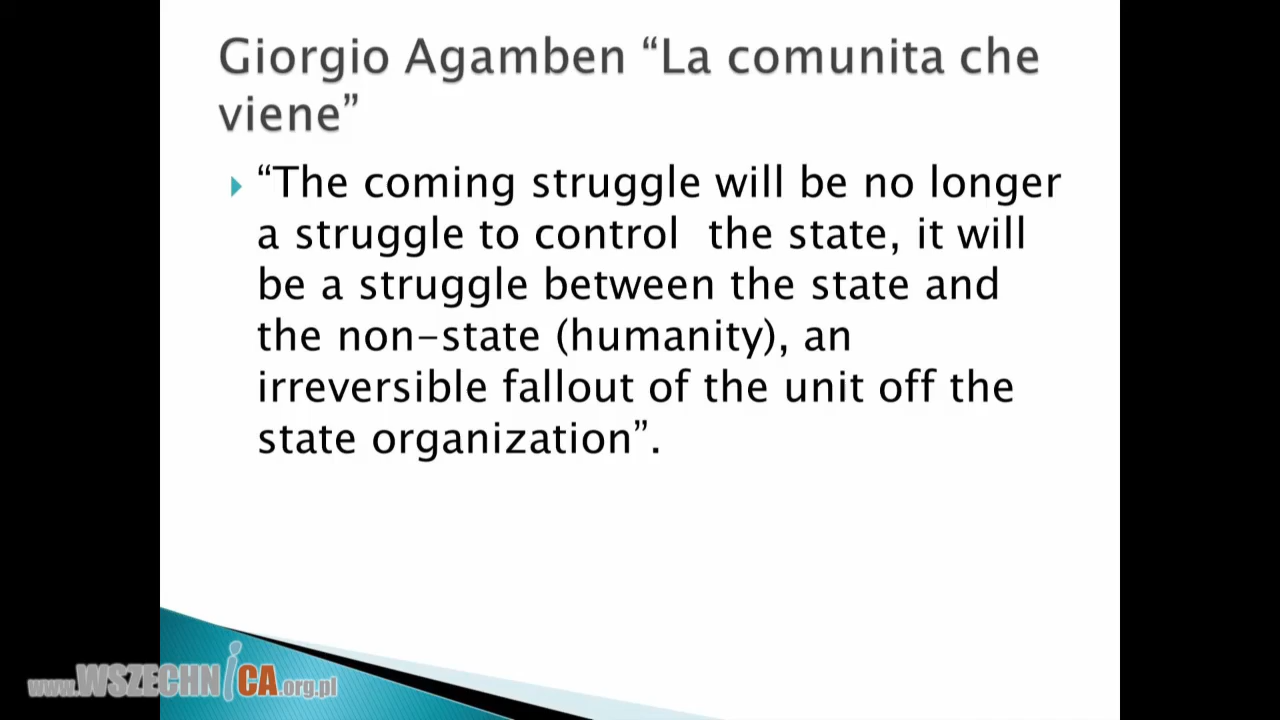 Giorgio Agamben “La comunita che
viene”
“The coming struggle will be no longer
a struggle to control  the state, it will
be a struggle between the state and
the non-state (humanity), an
irreversible fallout of the unit off the
state organization”.
www.WSZECHNiCA.org.pl